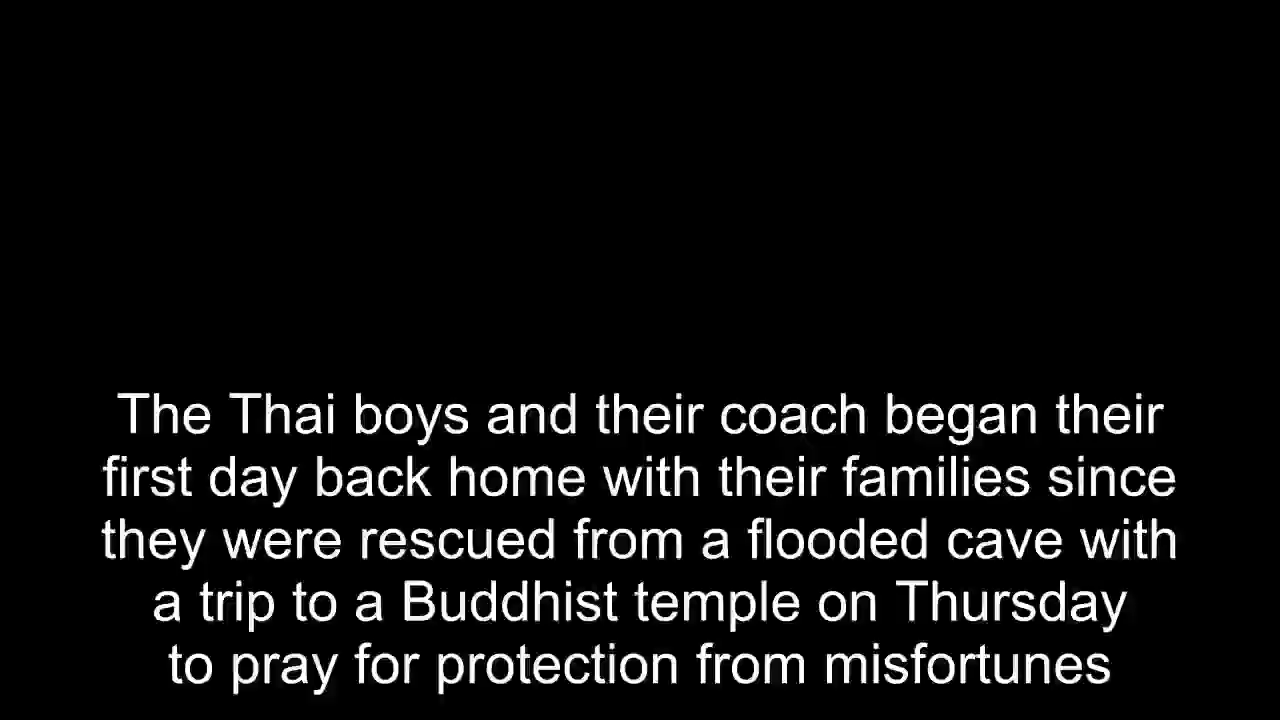 The Thai boys and their coach began their
first day back home with their families since
they were rescued from a flooded cave with
a trip to a Buddhist temple on Thursday
to pray for protection from misfortunes